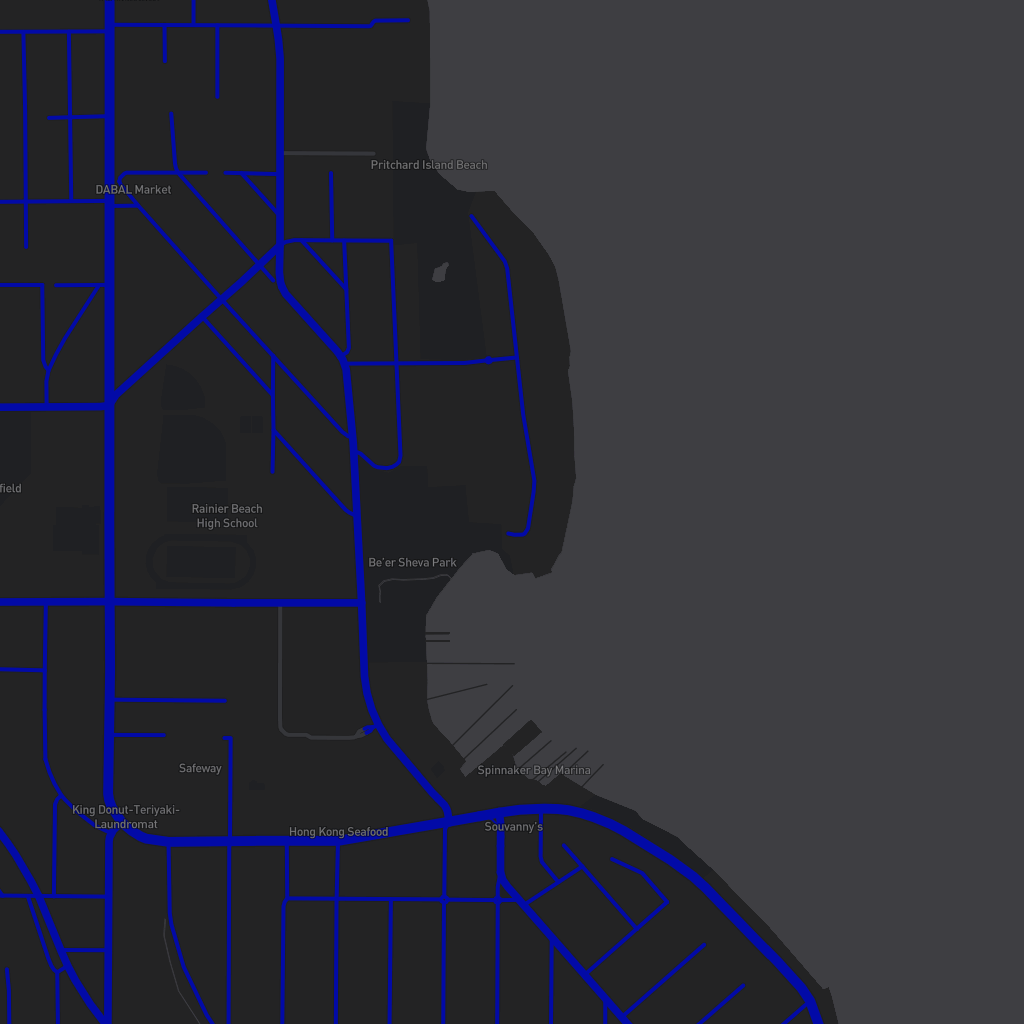 Pritchard Island Beach
DABAL Market
field
Rainier Beach
High School
Be'er Sheva Park
Safeway
Spinnaker Bay Marina
King Donut-Teriyaki-
Laundromat
Hong Kong Seafood
Souvanny's